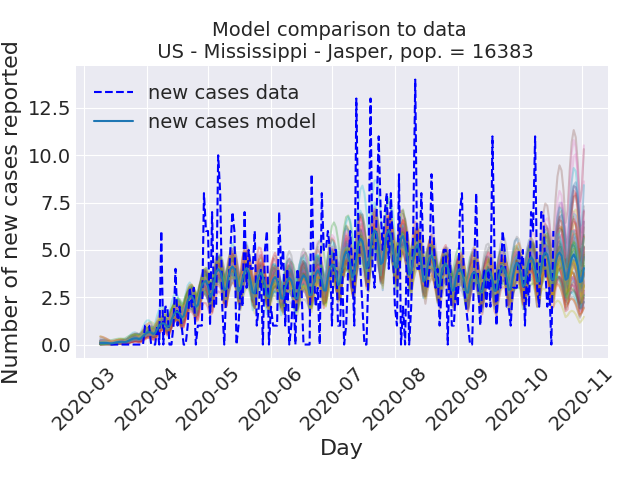 Model comparison to data
US - Mississippi - Jasper, pop. = 16383
Number of new cases reported
12.5
10.0
7.5
5.0
2.5
0.0
new cases data
new cases model
2020-03
2020-04
2020-05
2020-06
2020-07
2020-08
2020-09
2020-10
2020-11
Day